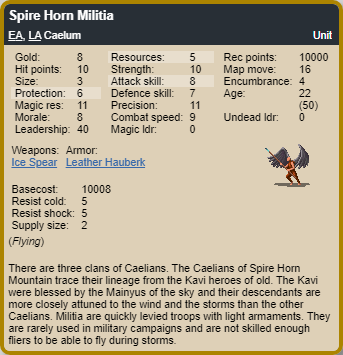 Spire Horn Militia
EA, LA Caelum Unit
Gold: 8 Resources: 5 Rec points: 10000
Hit points: 10 Strength: 10 Map move: 16
Size: 3 Attack skill: 8 Encumbrance: 4
Protection: 6 Defence skill: 7 Age: 22
Magic res: 11 Precision: 11 (50)
Morale: 8 Combat speed: 9 Undead ldr: 0
Leadership: 40 Magic ldr: 0
Weapons: Armor:
Ice Spear Leather Hauberk
Basecost: 10008
Resist cold: 5
Resist shock: 5
Supply size: 2
(Flying)
There are three clans of Caelians. The Caelians of Spire Horn
Mountain trace their lineage from the Kavi heroes of old. The Kavi
were blessed by the Mainyus of the sky and their descendants are
more closely attuned to the wind and the storms than the other
Caelians. Militia are quickly levied troops with light armaments. They
are rarely used in military campaigns and are not skilled enough
fliers to be able to fly during storms.